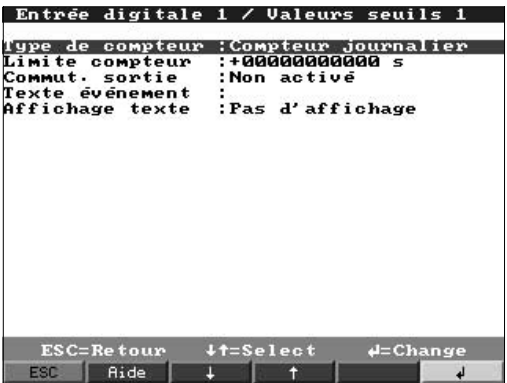 Entrée digitale 1 / Valeurs seuils 1
Type de compteur :Compteur journalier
Limite compteur :+00000000000 s
Commut. sortie :Non activé
Texte événement :
Affichage texte :Pas d'affichage
ESC=Retour ↓↑=Select ↲=Change
ESC Aide ↓ ↑ ↲